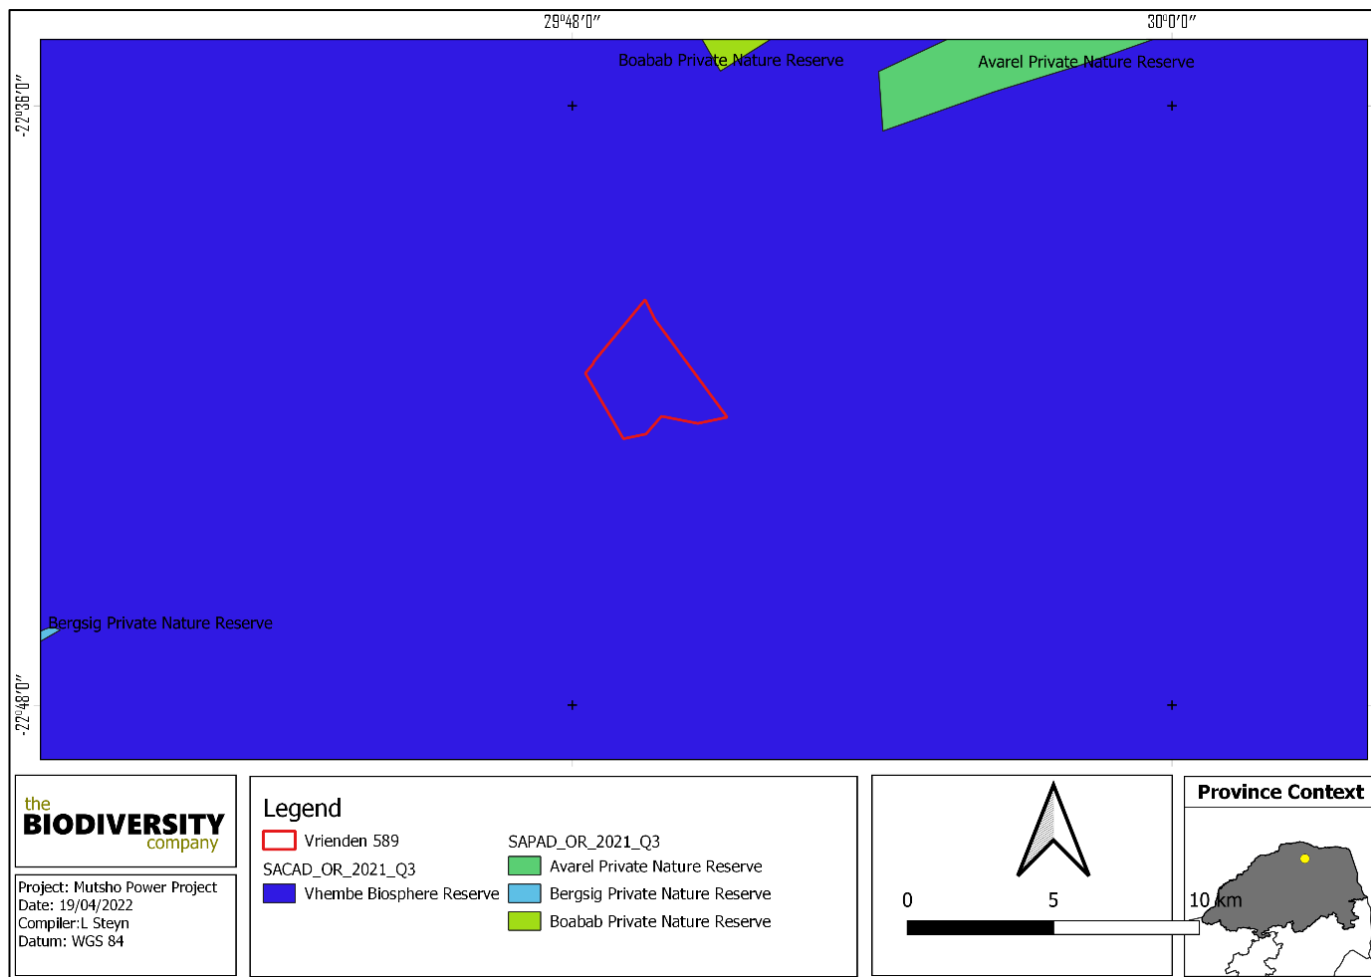 29°48'0"
30°0'0"
-22°36'0"
Boabab Private Nature Reserve
Avarel Private Nature Reserve
Bergsig Private Nature Reserve
-22°48'0"
the
BIODIVERSITY
company
Project: Mutsho Power Project
Date: 19/04/2022
Compiler:L Steyn
Datum: WGS 84
Legend
Vrienden 589
SACAD_OR_2021_Q3
Vhembe Biosphere Reserve
SAPAD_OR_2021_Q3
Avarel Private Nature Reserve
Bergsig Private Nature Reserve
Boabab Private Nature Reserve
0 5 10 km
Province Context